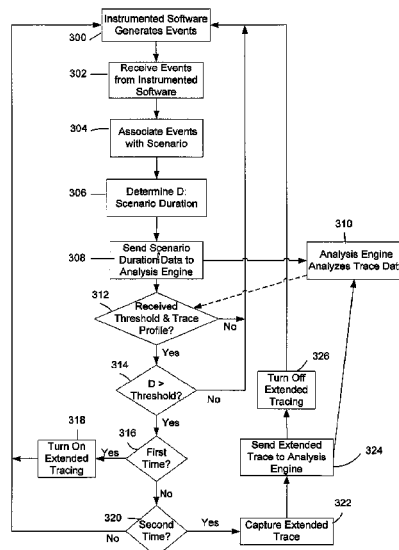 Instrumented Software
Generates Events
300
302
Receive Events
from Instrumented
Software
304
Associate Events
with Scenario
306
Determine D:
Scenario Duration
308
Send Scenario
Duration Data to
Analysis Engine
310
Analysis Engine
Analyzes Trace Data
312
Received
Threshold & Trace
Profile?
No
Yes
314
D >
Threshold?
No
Yes
326
Turn Off
Extended
Tracing
318
Turn On
Extended
Tracing
316
First
Time?
Yes
No
Send Extended
Trace to Analysis
Engine
324
320
Second
Time?
No
Yes
Capture Extended
Trace
322